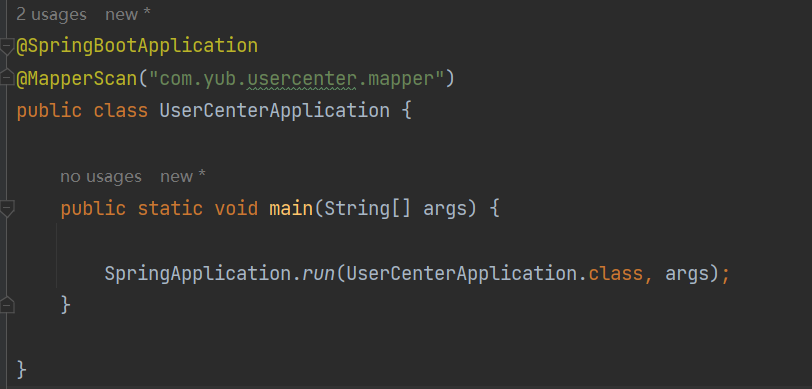 2 usages   new *
@SpringBootApplication
@MapperScan("com.yub.usercenter.mapper")
public class UserCenterApplication {
no usages   new *
public static void main(String[] args) {
SpringApplication.run(UserCenterApplication.class, args);
}
}